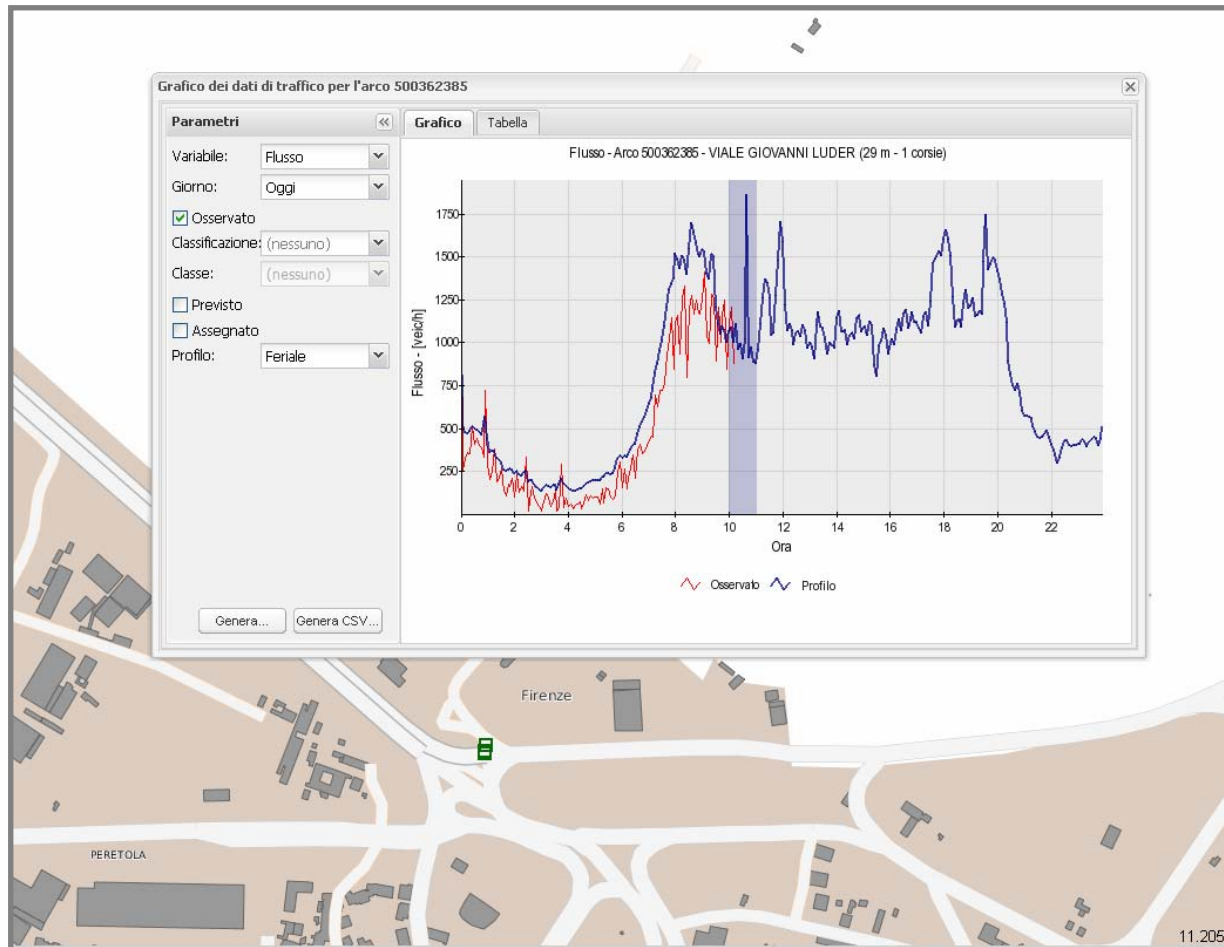 Grafico dei dati di traffico per l'arco 500362385
Parametri
Variabile: Flusso
Giorno: Oggi
Osservato
Classificazione: (nessuno)
Classe: (nessuno)
Previsto
Assegnato
Profilo: Feriale
Genera...
Genera CSV...
Grafico
Tabella
Flusso - Arco 500362385 - VIALE GIOVANNI LUDER (29 m - 1 corsie)
Flusso - [veic/h]
1750
1500
1250
1000
750
500
250
0 2 4 6 8 10 12 14 16 18 20 22
Ora
Osservato Profilo
Firenze
PERETOLA
11.205